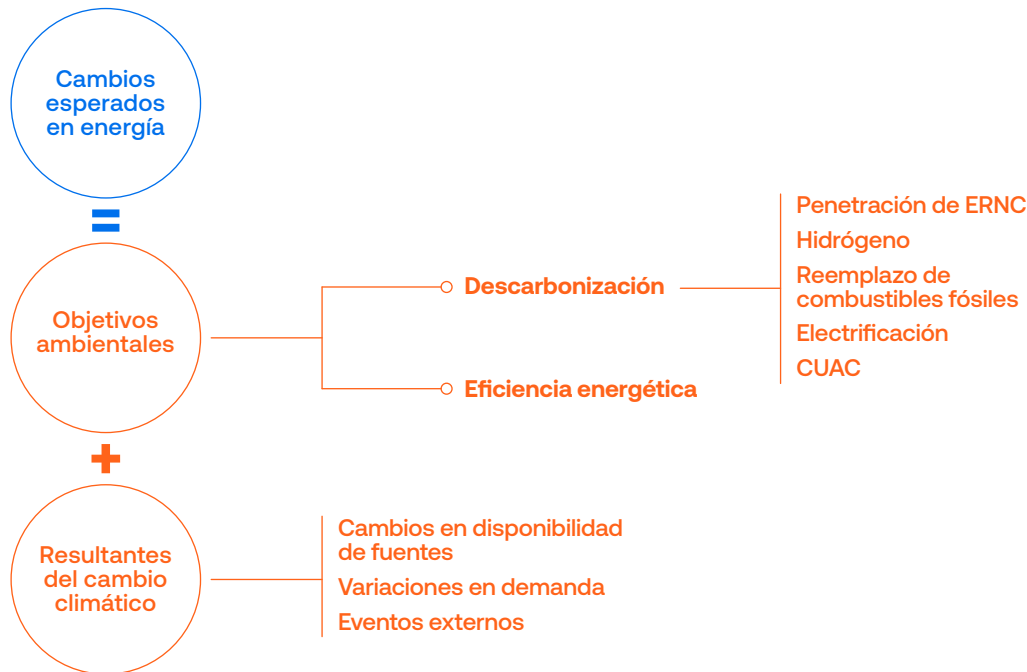 Cambios
esperados
en energía
=
Objetivos
ambientales
Descarbonización
Penetración de ERNC
Hidrógeno
Reemplazo de
combustibles fósiles
Electrificación
CUAC
Eficiencia energética
+
Resultantes
del cambio
climático
Cambios en disponibilidad
de fuentes
Variaciones en demanda
Eventos externos